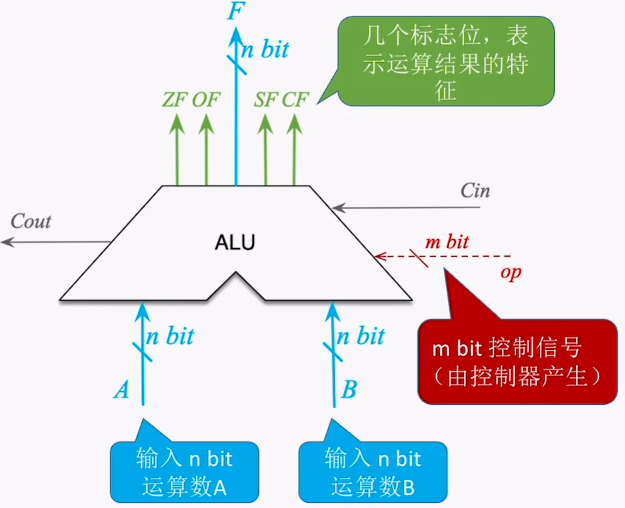 F
n bit
几个标志位，表
示运算结果的特
征
ZF OF SF CF
Cin
Cout
ALU
m bit
op
n bit
n bit
m bit 控制信号
（由控制器产生）
A
B
输入 n bit
运算数A
输入 n bit
运算数B